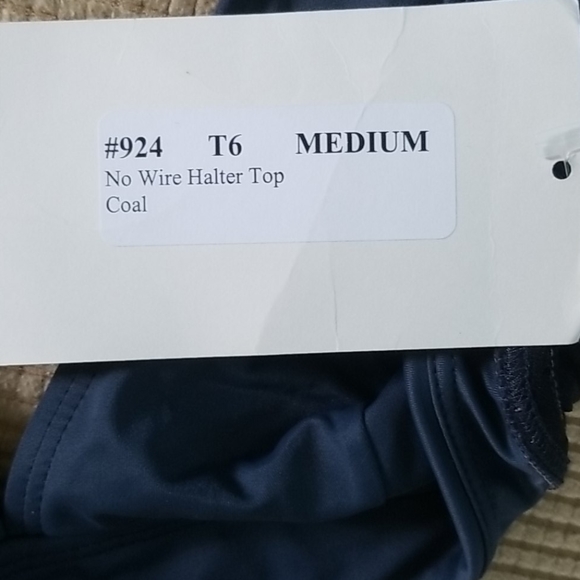 #924 T6 MEDIUM
No Wire Halter Top
Coal